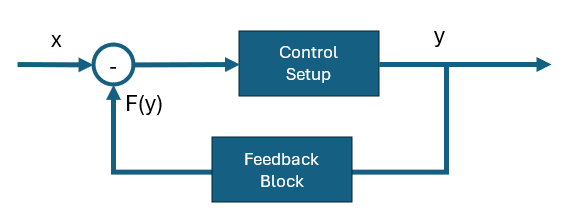 x
-
Control
Setup
y
F(y)
Feedback
Block